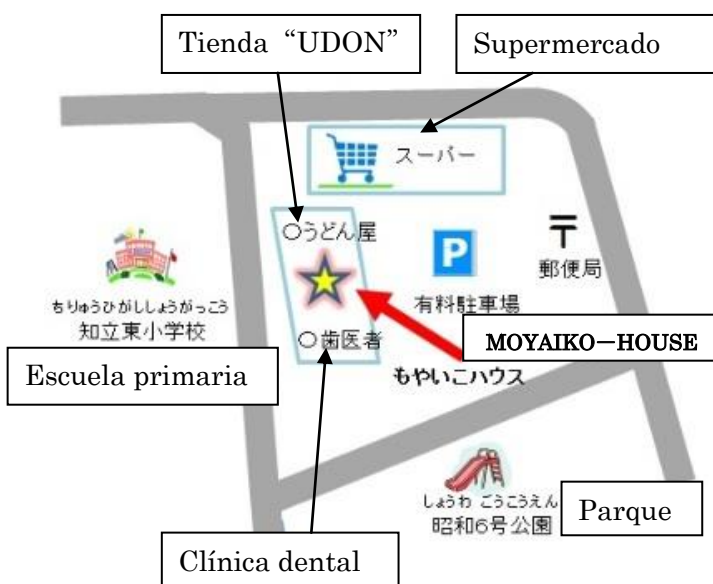 Tienda “UDON”
Supermercado
スーパー
○うどん屋
P
〒
郵便局
有料駐車場
ちりゅうひがししょうがっこう
知立東小学校
MOYAIKO－HOUSE
○歯医者
もやいこハウス
Escuela primaria
しょうわ ごうこうえん
昭和6号公園
Parque
Clínica dental